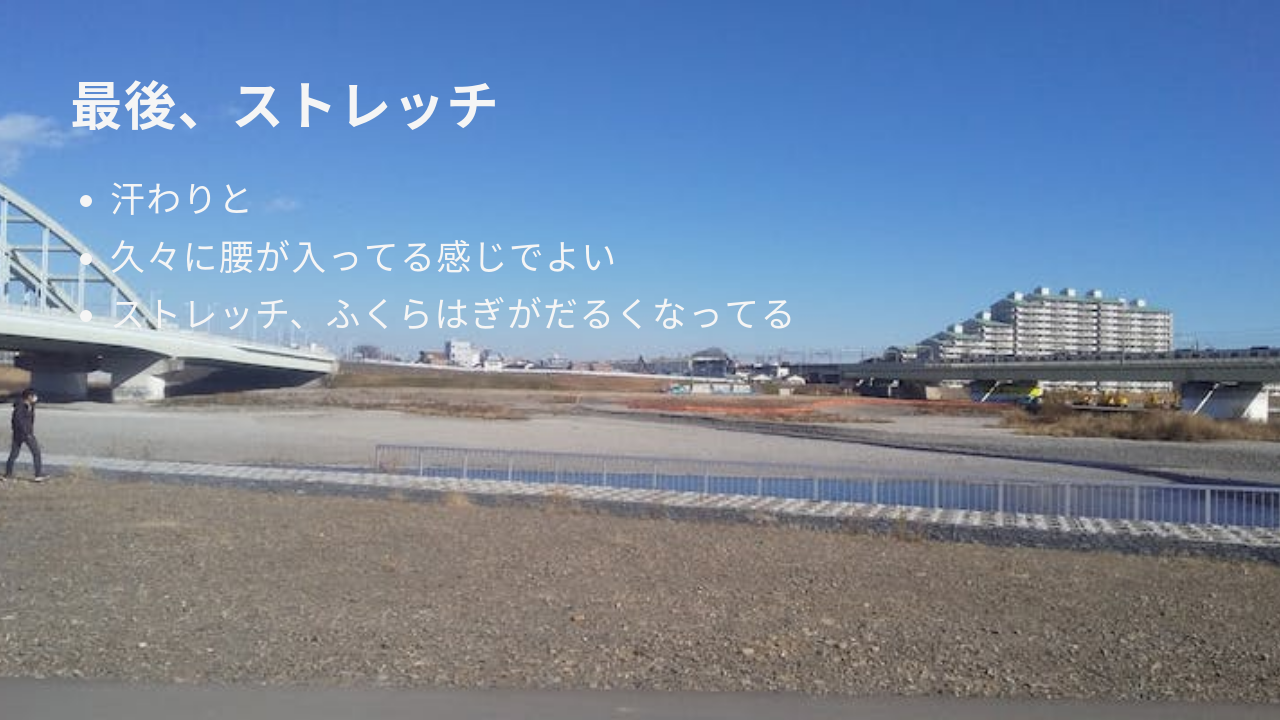 最後、ストレッチ
• 汗わりと
• 久々に腰が入ってる感じでよい
• ストレッチ、ふくらはぎがだるくなってる